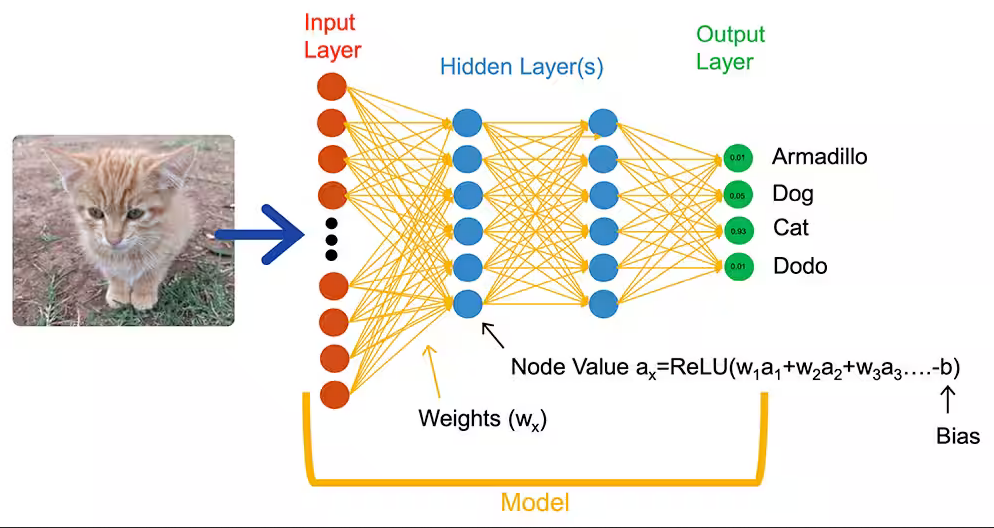 Input
Layer
Hidden Layer(s)
Output
Layer
0.01
Armadillo
0.05
Dog
0.93
Cat
0.01
Dodo
Node Value aₓ=ReLU(w₁a₁+w₂a₂+w₃a₃....-b)
Weights (wₓ)
Bias
Model